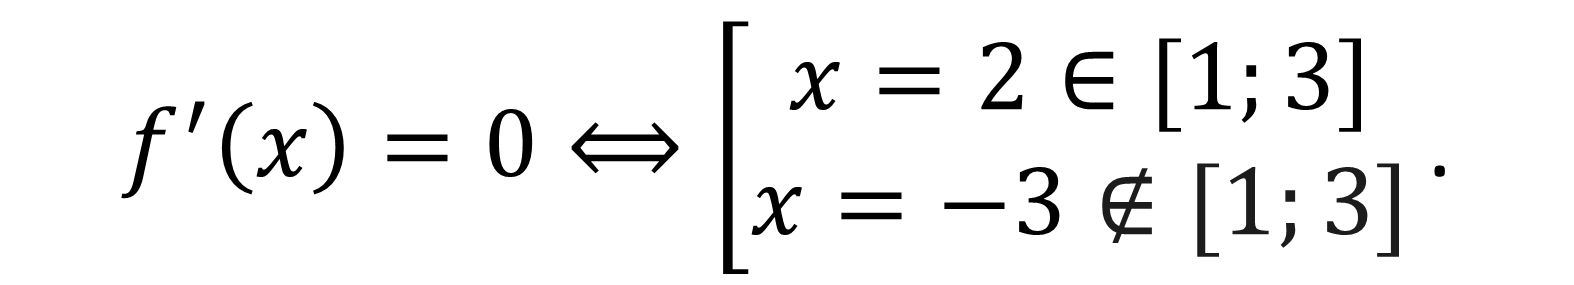 f′(x) = 0 ⟺ [ x = 2 ∈ [1; 3]
x = −3 ∉ [1; 3] .